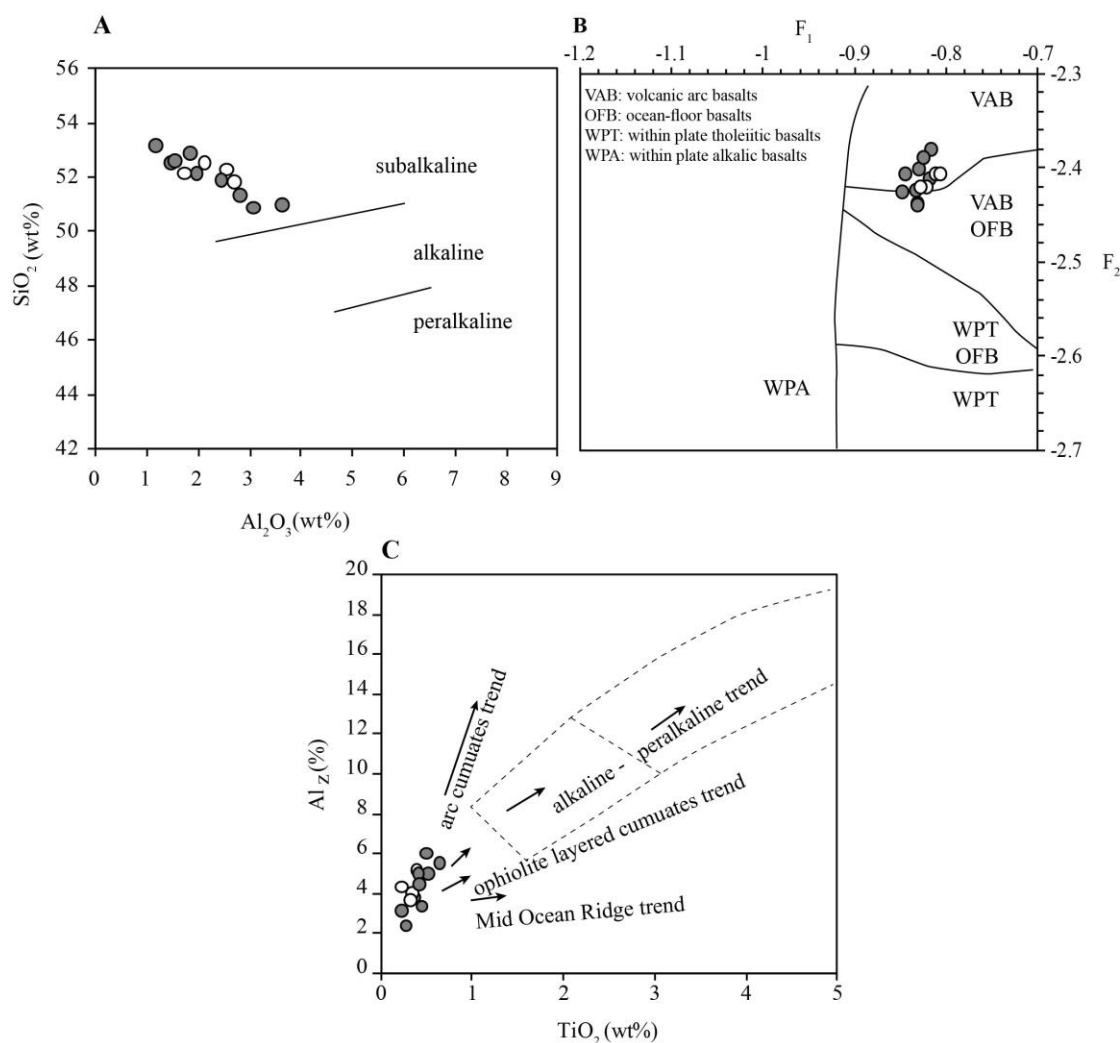 A
56
54
52
50
48
46
44
42
SiO₂ (wt%)
subalkaline
alkaline
peralkaline
0 1 2 3 4 5 6 7 8 9
Al₂O₃ (wt%)
B
F₁
-1.2 -1.1 -1 -0.9 -0.8 -0.7
VAB: volcanic arc basalts
OFB: ocean-floor basalts
WPT: within plate tholeiitic basalts
WPA: within plate alkalic basalts
VAB
VAB
OFB
WPT
OFB
WPT
WPA
-2.3
-2.4
-2.5
-2.6
-2.7
F₂
C
20
18
16
14
12
10
8
6
4
2
0
Al Z (%)
arc cumuates trend
alkaline - peralkaline trend
ophiolite layered cumuates trend
Mid Ocean Ridge trend
0 1 2 3 4 5
TiO₂ (wt%)